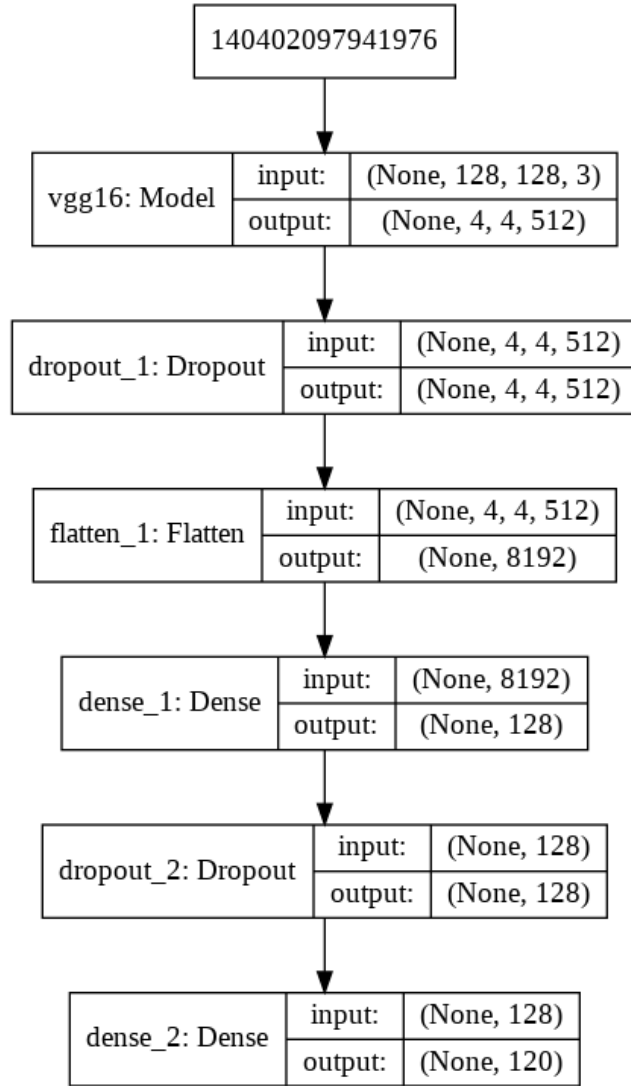 140402097941976
vgg16: Model
input: (None, 128, 128, 3)
output: (None, 4, 4, 512)
dropout_1: Dropout
input: (None, 4, 4, 512)
output: (None, 4, 4, 512)
flatten_1: Flatten
input: (None, 4, 4, 512)
output: (None, 8192)
dense_1: Dense
input: (None, 8192)
output: (None, 128)
dropout_2: Dropout
input: (None, 128)
output: (None, 128)
dense_2: Dense
input: (None, 128)
output: (None, 120)